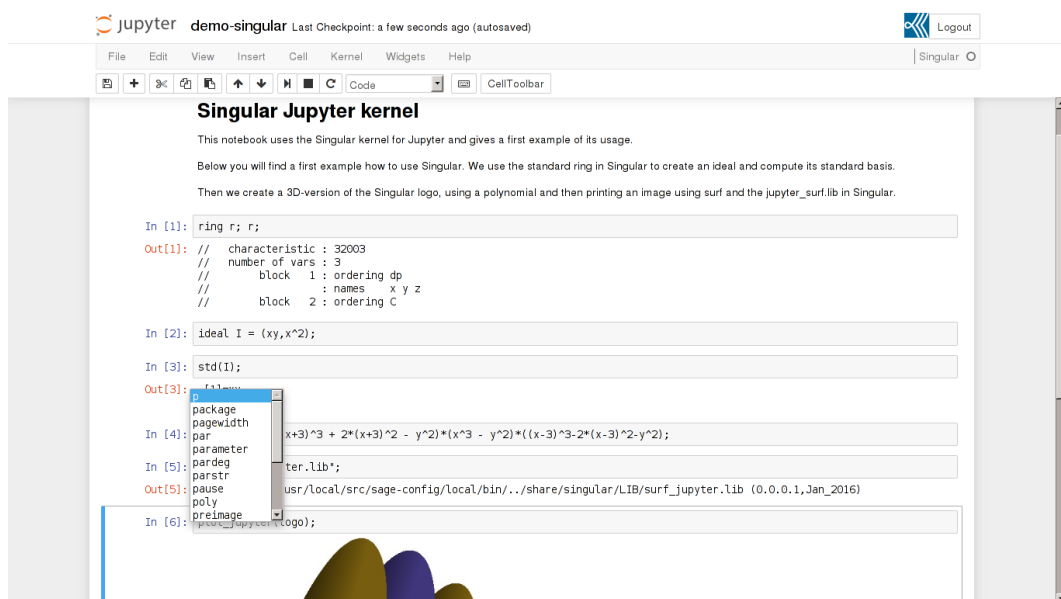 jupyter demo-singular Last Checkpoint: a few seconds ago (autosaved) Logout
File Edit View Insert Cell Kernel Widgets Help Singular
Code CellToolbar
Singular Jupyter kernel
This notebook uses the Singular kernel for Jupyter and gives a first example of its usage.
Below you will find a first example how to use Singular. We use the standard ring in Singular to create an ideal and compute its standard basis.
Then we create a 3D-version of the Singular logo, using a polynomial and then printing an image using surf and the jupyter_surf.lib in Singular.
In [1]: ring r; r;
Out[1]: // characteristic : 32003
// number of vars : 3
// block 1 : ordering dp
// : names x y z
// block 2 : ordering C
In [2]: ideal I = (xy,x^2);
In [3]: std(I);
Out[3]:
p
package
pagewidth
par
parameter
pardeg
parstr
pause
poly
preimage
In [4]: x+3)^3 + 2*(x+3)^2 - y^2)*(x^3 - y^2)*((x-3)^3-2*(x-3)^2-y^2);
In [5]: ter.lib";
Out[5]: usr/local/src/sage-config/local/bin/../share/singular/LIB/surf_jupyter.lib (0.0.0.1,Jan_2016)
In [6]: plot_jupyter(logo);